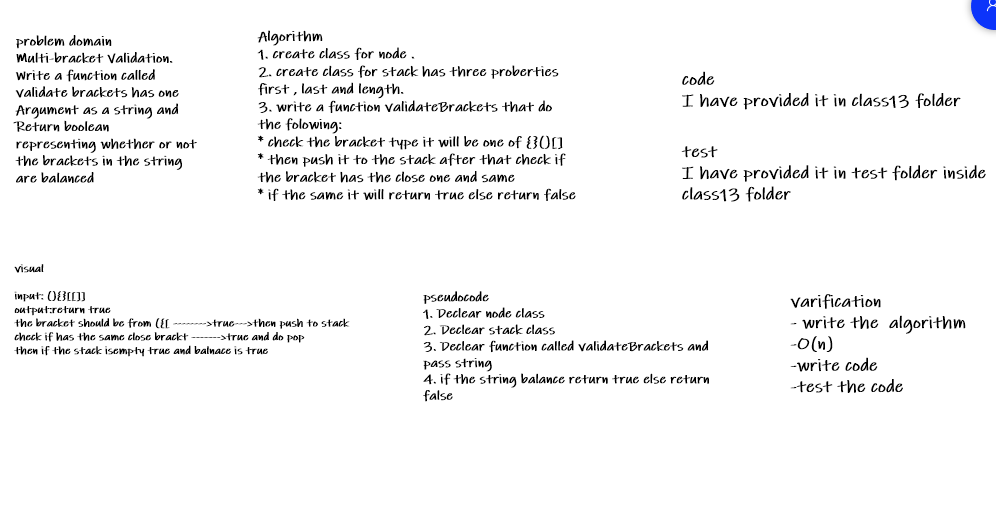 problem domain
Multi-bracket Validation.
Write a function called
validate brackets has one
Argument as a string and
Return boolean
representing whether or not
the brackets in the string
are balanced
Algorithm
1. create class for node .
2. create class for stack has three proberties
first , last and length.
3. write a function validateBrackets that do
the folowing:
* check the bracket type it will be one of {}()[]
* then push it to the stack after that check if
the bracket has the close one and same
* if the same it will return true else return false
code
I have provided it in class13 folder
test
I have provided it in test folder inside
class13 folder
visual
input: (){}[[]]
output:return true
the bracket should be from ({[ -------->true--->then push to stack
check if has the same close brackt ------->true and do pop
then if the stack isempty true and balnace is true
pseudocode
1. Declear node class
2. Declear stack class
3. Declear function called validateBrackets and
pass string
4. if the string balance return true else return
false
varification
- write the algorithm
-O(n)
-write code
-test the code